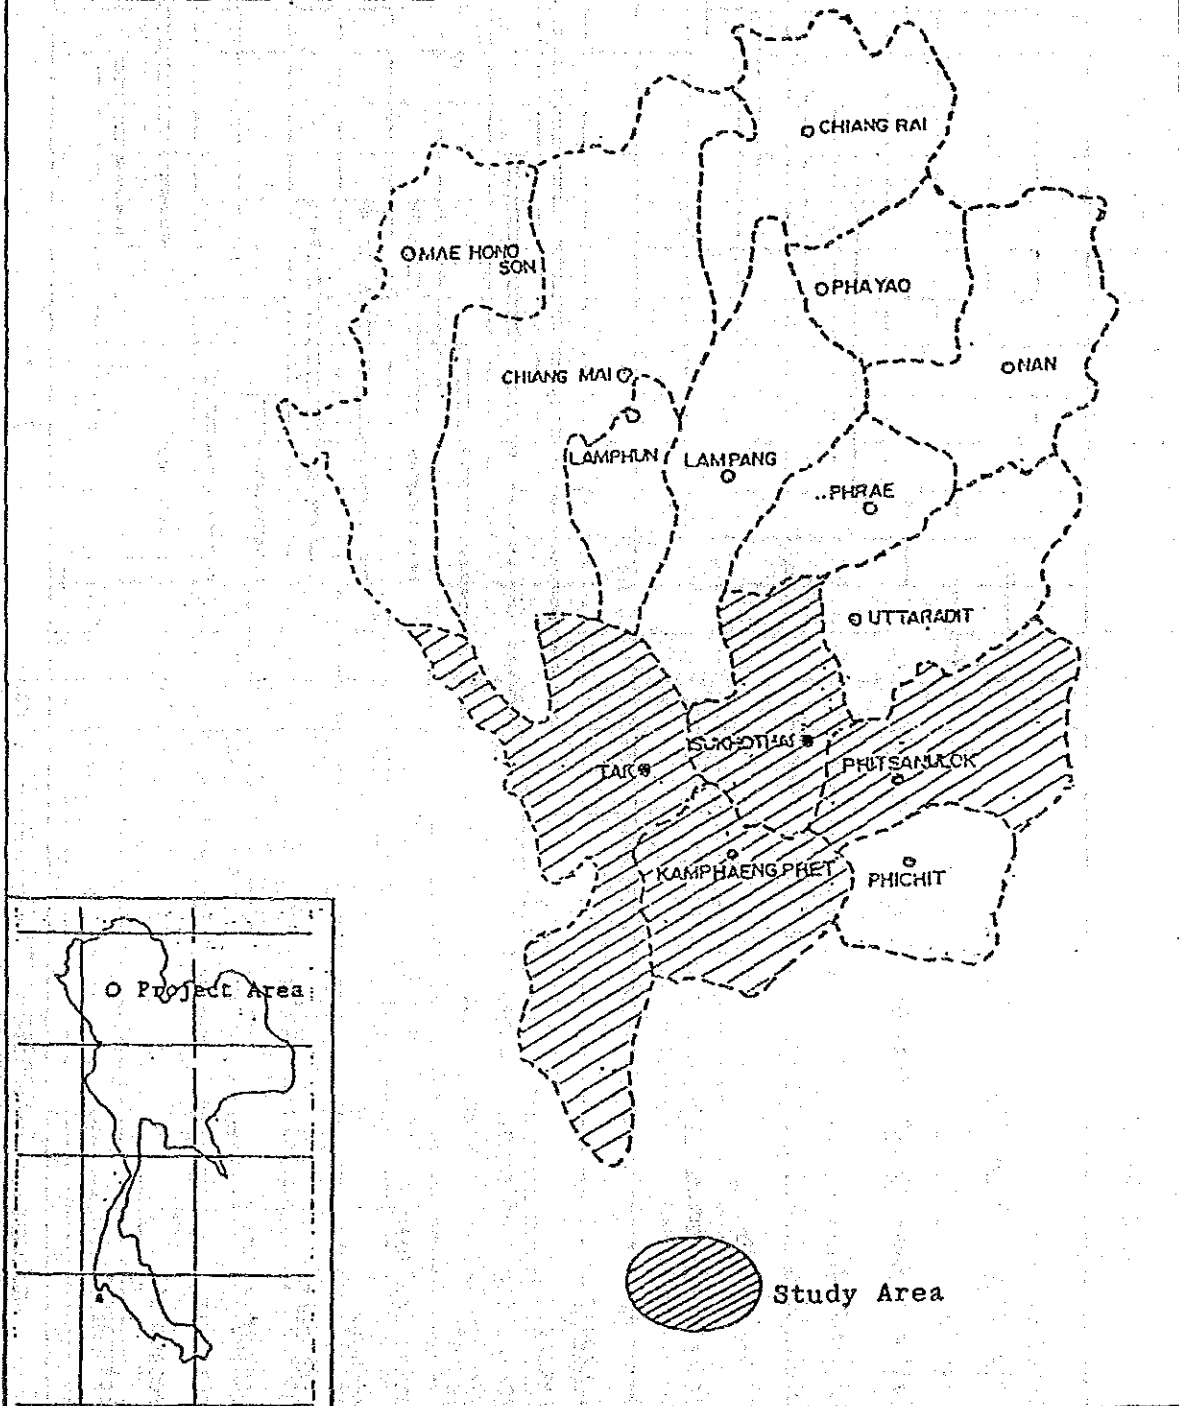 CHIANG RAI
MAE HONG
SON
PHAYAO
NAN
CHIANG MAI
LAMPHUN
LAMPANG
PHRAE
UTTARADIT
SUKHOTHAI
TAK
PHITSANULOK
KAMPHAENG PHET
PHICHIT
Project Area
Study Area